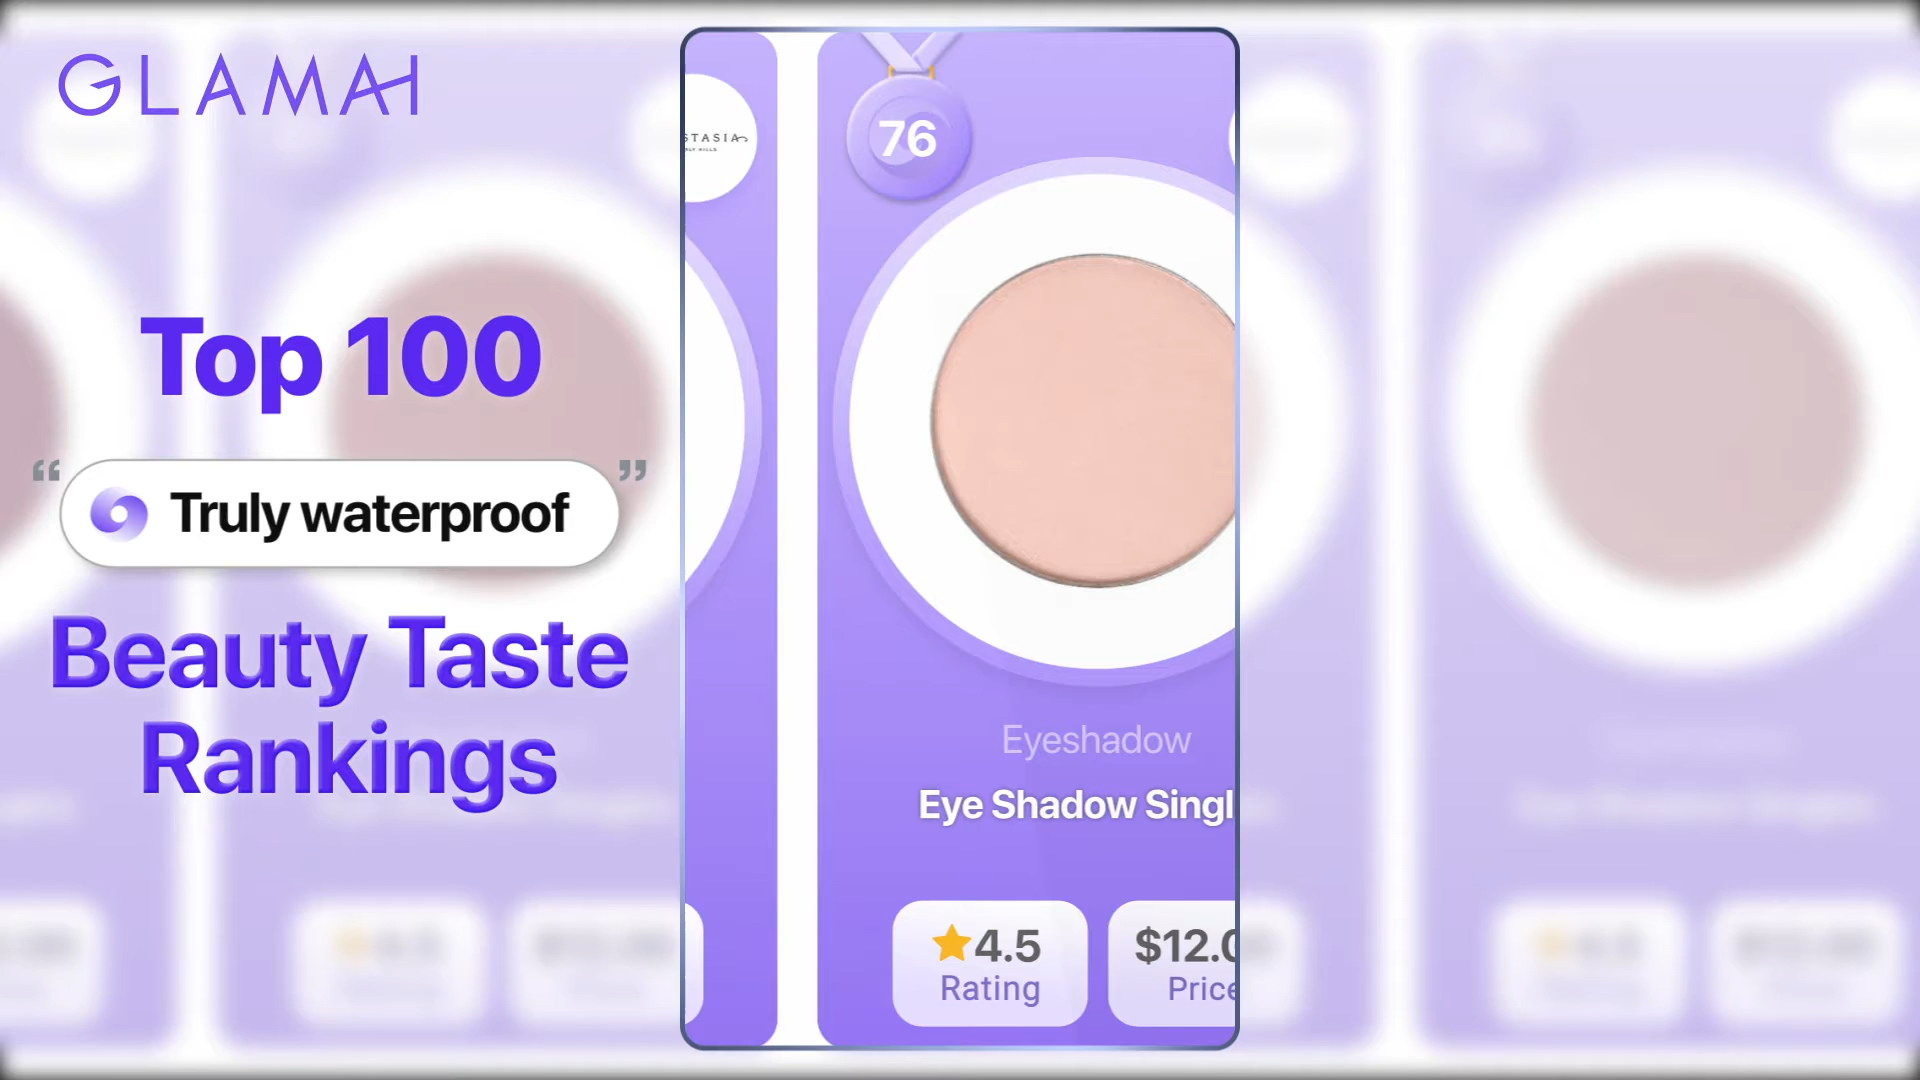 GLAMAI
Top 100
“Truly waterproof”
Beauty Taste
Rankings
STASIA
76
Eyeshadow
Eye Shadow Singl
4.5
Rating
$12.0
Price